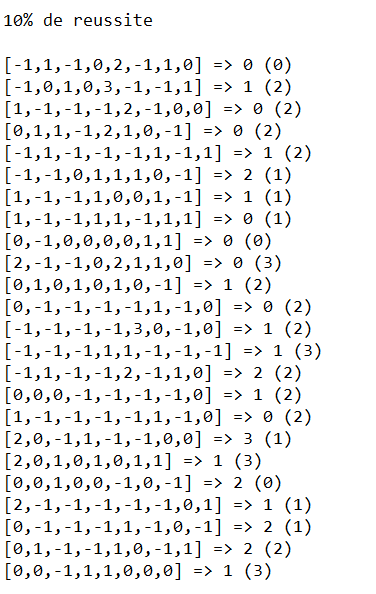 10% de reussite
[-1,1,-1,0,2,-1,1,0] => 0 (0)
[-1,0,1,0,3,-1,-1,1] => 1 (2)
[1,-1,-1,-1,2,-1,0,0] => 0 (2)
[0,1,1,-1,2,1,0,-1] => 0 (2)
[-1,1,-1,-1,-1,1,-1,1] => 1 (2)
[-1,-1,0,1,1,1,0,-1] => 2 (1)
[1,-1,-1,1,0,0,1,-1] => 1 (1)
[1,-1,-1,1,1,-1,1,1] => 0 (1)
[0,-1,0,0,0,0,1,1] => 0 (0)
[2,-1,-1,0,2,1,1,0] => 0 (3)
[0,1,0,1,0,1,0,-1] => 1 (2)
[0,-1,-1,-1,-1,1,-1,0] => 0 (2)
[-1,-1,-1,-1,3,0,-1,0] => 1 (2)
[-1,-1,-1,1,1,-1,-1,-1] => 1 (3)
[-1,1,-1,-1,2,-1,1,0] => 2 (2)
[0,0,0,-1,-1,-1,-1,0] => 1 (2)
[1,-1,-1,-1,-1,1,-1,0] => 0 (2)
[2,0,-1,1,-1,-1,0,0] => 3 (1)
[2,0,1,0,1,0,1,1] => 1 (3)
[0,0,1,0,0,-1,0,-1] => 2 (0)
[2,-1,-1,-1,-1,-1,0,1] => 1 (1)
[0,-1,-1,-1,1,-1,0,-1] => 2 (1)
[0,1,-1,-1,1,0,-1,1] => 2 (2)
[0,0,-1,1,1,0,0,0] => 1 (3)